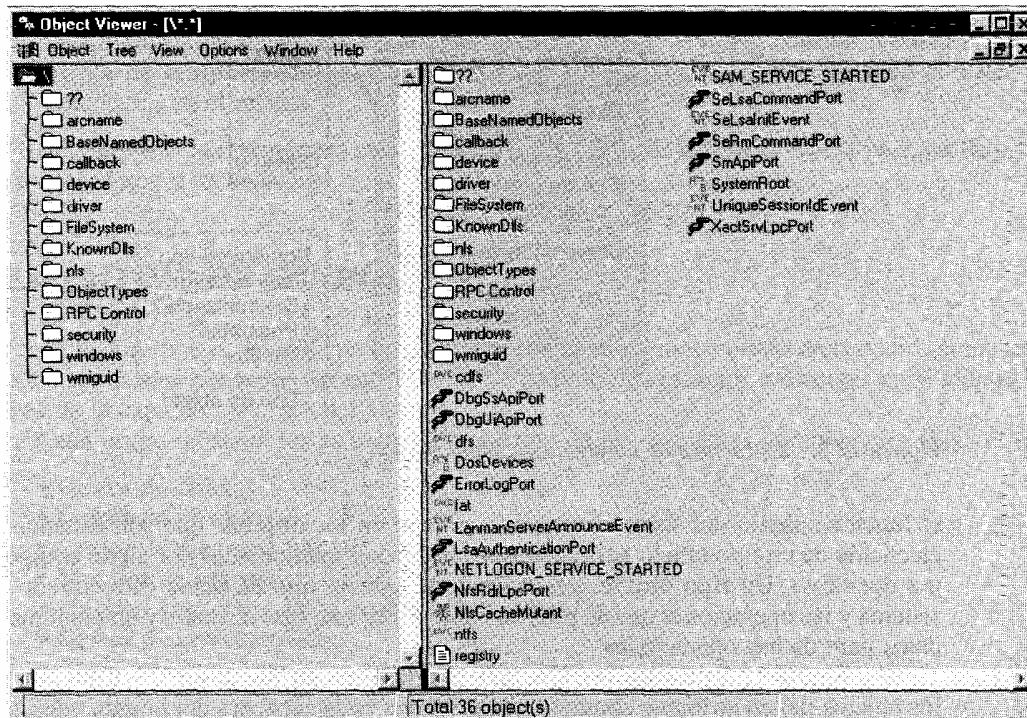 Object Viewer - [\*.*]
Object Tree View Options Window Help
\
??
arcname
BaseNamedObjects
callback
device
driver
FileSystem
KnownDlls
nls
ObjectTypes
RPC Control
security
windows
wmiguid
??
arcname
BaseNamedObjects
callback
device
driver
FileSystem
KnownDlls
nls
ObjectTypes
RPC Control
security
windows
wmiguid
cdfs
DbgSsApiPort
DbgUiApiPort
dfs
DosDevices
ErrorLogPort
fat
LanmanServerAnnounceEvent
LsaAuthenticationPort
NETLOGON_SERVICE_STARTED
NfsRdrLpcPort
NlsCacheMutant
ntfs
registry
SAM_SERVICE_STARTED
SeLsaCommandPort
SeLsaInitEvent
SeRmCommandPort
SmApiPort
SystemRoot
UniqueSessionIdEvent
XactSrvLpcPort
Total 36 object(s)